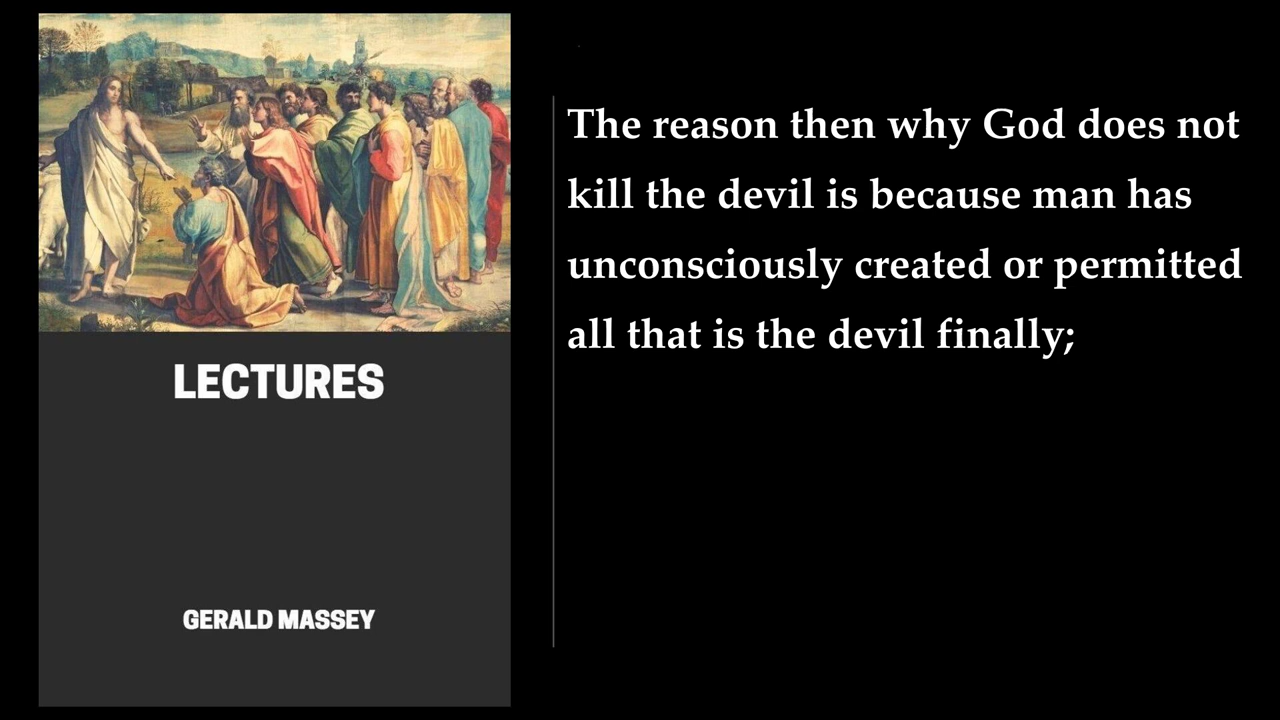 LECTURES
GERALD MASSEY
The reason then why God does not
kill the devil is because man has
unconsciously created or permitted
all that is the devil finally;